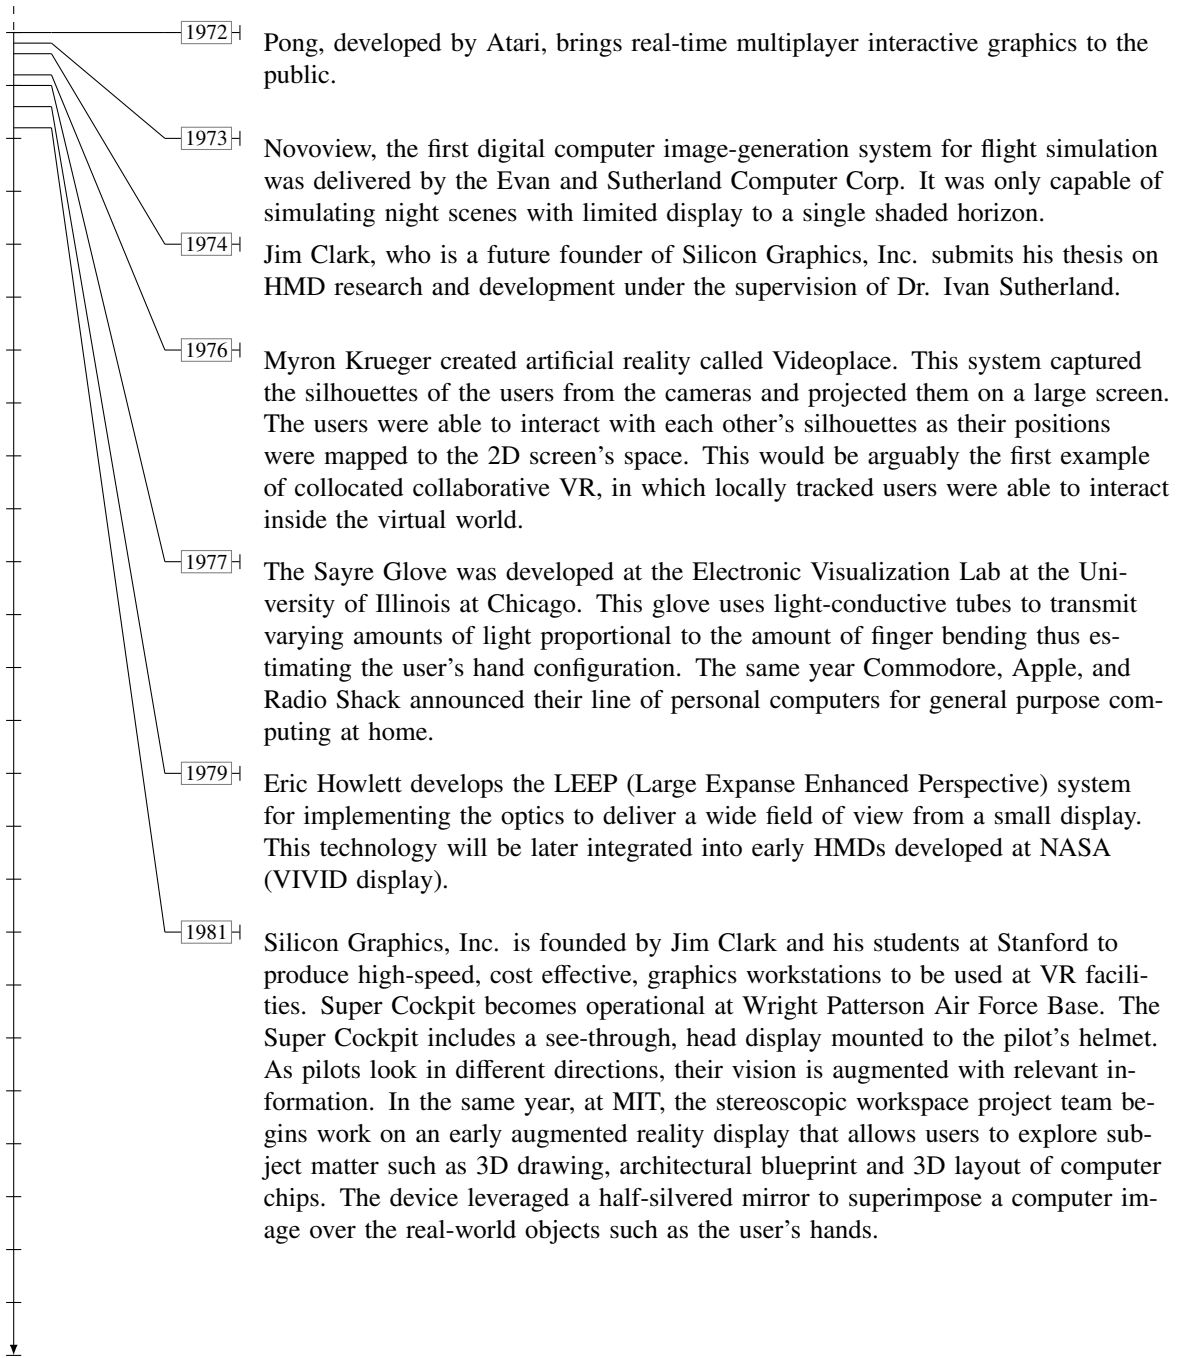 1972
Pong, developed by Atari, brings real-time multiplayer interactive graphics to the
public.
1973
Novoview, the first digital computer image-generation system for flight simulation
was delivered by the Evan and Sutherland Computer Corp. It was only capable of
simulating night scenes with limited display to a single shaded horizon.
1974
Jim Clark, who is a future founder of Silicon Graphics, Inc. submits his thesis on
HMD research and development under the supervision of Dr. Ivan Sutherland.
1976
Myron Krueger created artificial reality called Videoplace. This system captured
the silhouettes of the users from the cameras and projected them on a large screen.
The users were able to interact with each other's silhouettes as their positions
were mapped to the 2D screen's space. This would be arguably the first example
of collocated collaborative VR, in which locally tracked users were able to interact
inside the virtual world.
1977
The Sayre Glove was developed at the Electronic Visualization Lab at the Uni-
versity of Illinois at Chicago. This glove uses light-conductive tubes to transmit
varying amounts of light proportional to the amount of finger bending thus es-
timating the user's hand configuration. The same year Commodore, Apple, and
Radio Shack announced their line of personal computers for general purpose com-
puting at home.
1979
Eric Howlett develops the LEEP (Large Expanse Enhanced Perspective) system
for implementing the optics to deliver a wide field of view from a small display.
This technology will be later integrated into early HMDs developed at NASA
(VIVID display).
1981
Silicon Graphics, Inc. is founded by Jim Clark and his students at Stanford to
produce high-speed, cost effective, graphics workstations to be used at VR facili-
ties. Super Cockpit becomes operational at Wright Patterson Air Force Base. The
Super Cockpit includes a see-through, head display mounted to the pilot's helmet.
As pilots look in different directions, their vision is augmented with relevant in-
formation. In the same year, at MIT, the stereoscopic workspace project team be-
gins work on an early augmented reality display that allows users to explore sub-
ject matter such as 3D drawing, architectural blueprint and 3D layout of computer
chips. The device leveraged a half-silvered mirror to superimpose a computer im-
age over the real-world objects such as the user's hands.